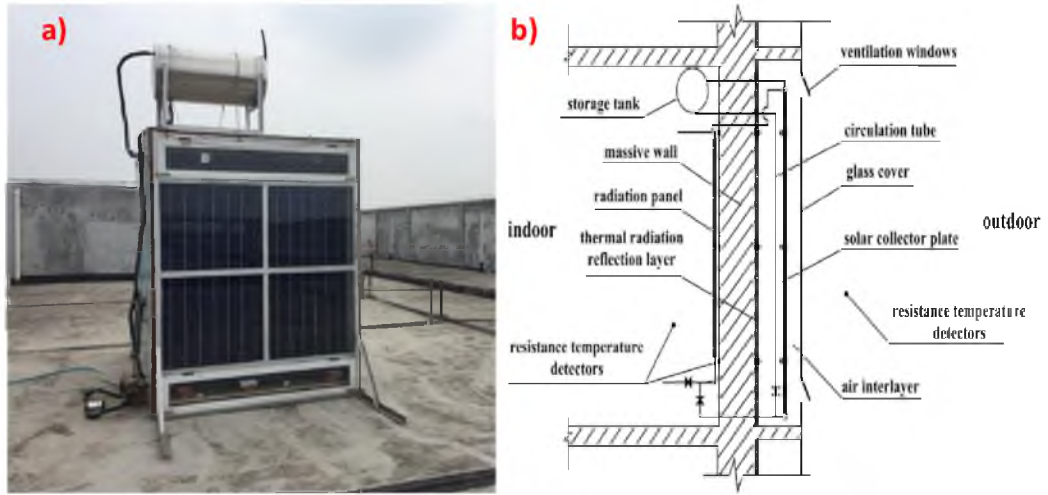 a)
b)
ventilation windows
storage tank
circulation tube
massive wall
glass cover
radiation panel
indoor
outdoor
thermal radiation
reflection layer
solar collector plate
resistance temperature
detectors
resistance temperature
detectors
air interlayer